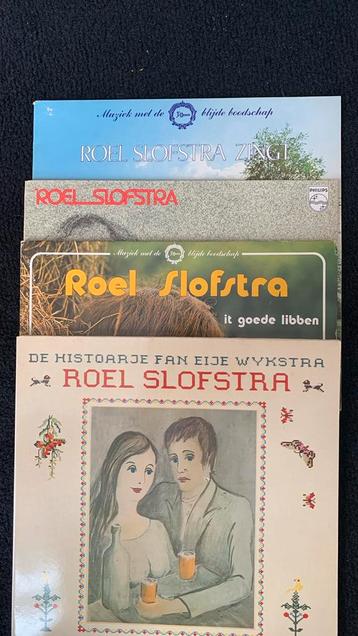 Muziek met de blijde boodschap
ROEL SLOFSTRA ZINGT
ROEL SLOFSTRA
PHILIPS
Muziek met de blijde boodschap
Roel Slofstra
it goede libben
DE HISTOARJE FAN EIJE WYKSTRA
ROEL SLOFSTRA